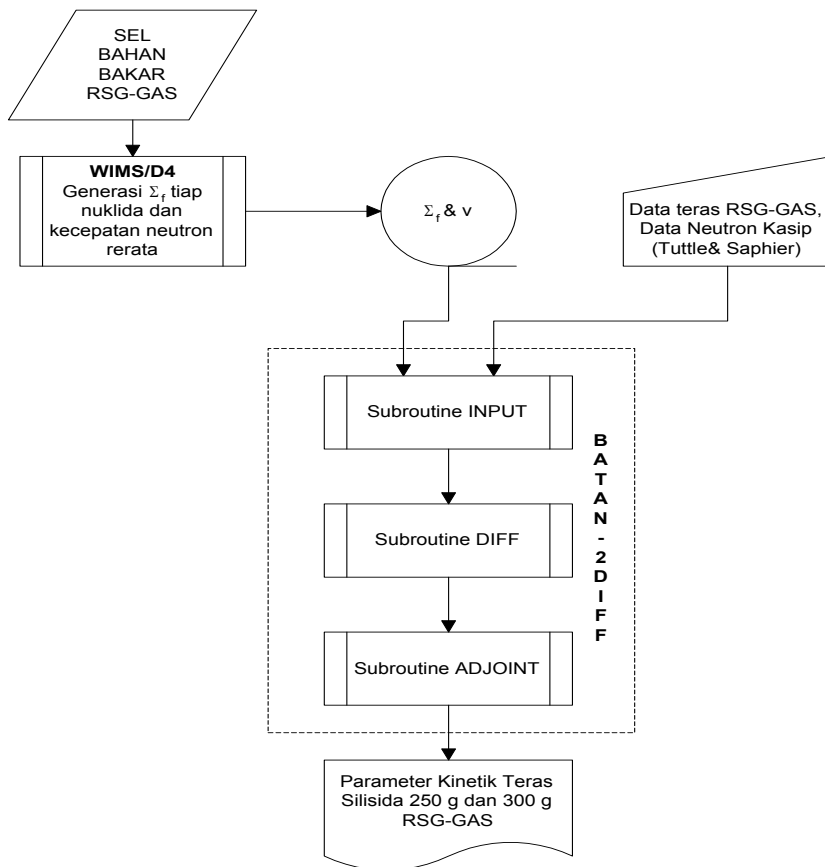 SEL
BAHAN
BAKAR
RSG-GAS
WIMS/D4
Generasi Σf tiap
nuklida dan
kecepatan neutron
rerata
Σf & v
Data teras RSG-GAS,
Data Neutron Kasip
(Tuttle& Saphier)
Subroutine INPUT
Subroutine DIFF
Subroutine ADJOINT
B
A
T
A
N
-
2
D
I
F
F
Parameter Kinetik Teras
Silisida 250 g dan 300 g
RSG-GAS